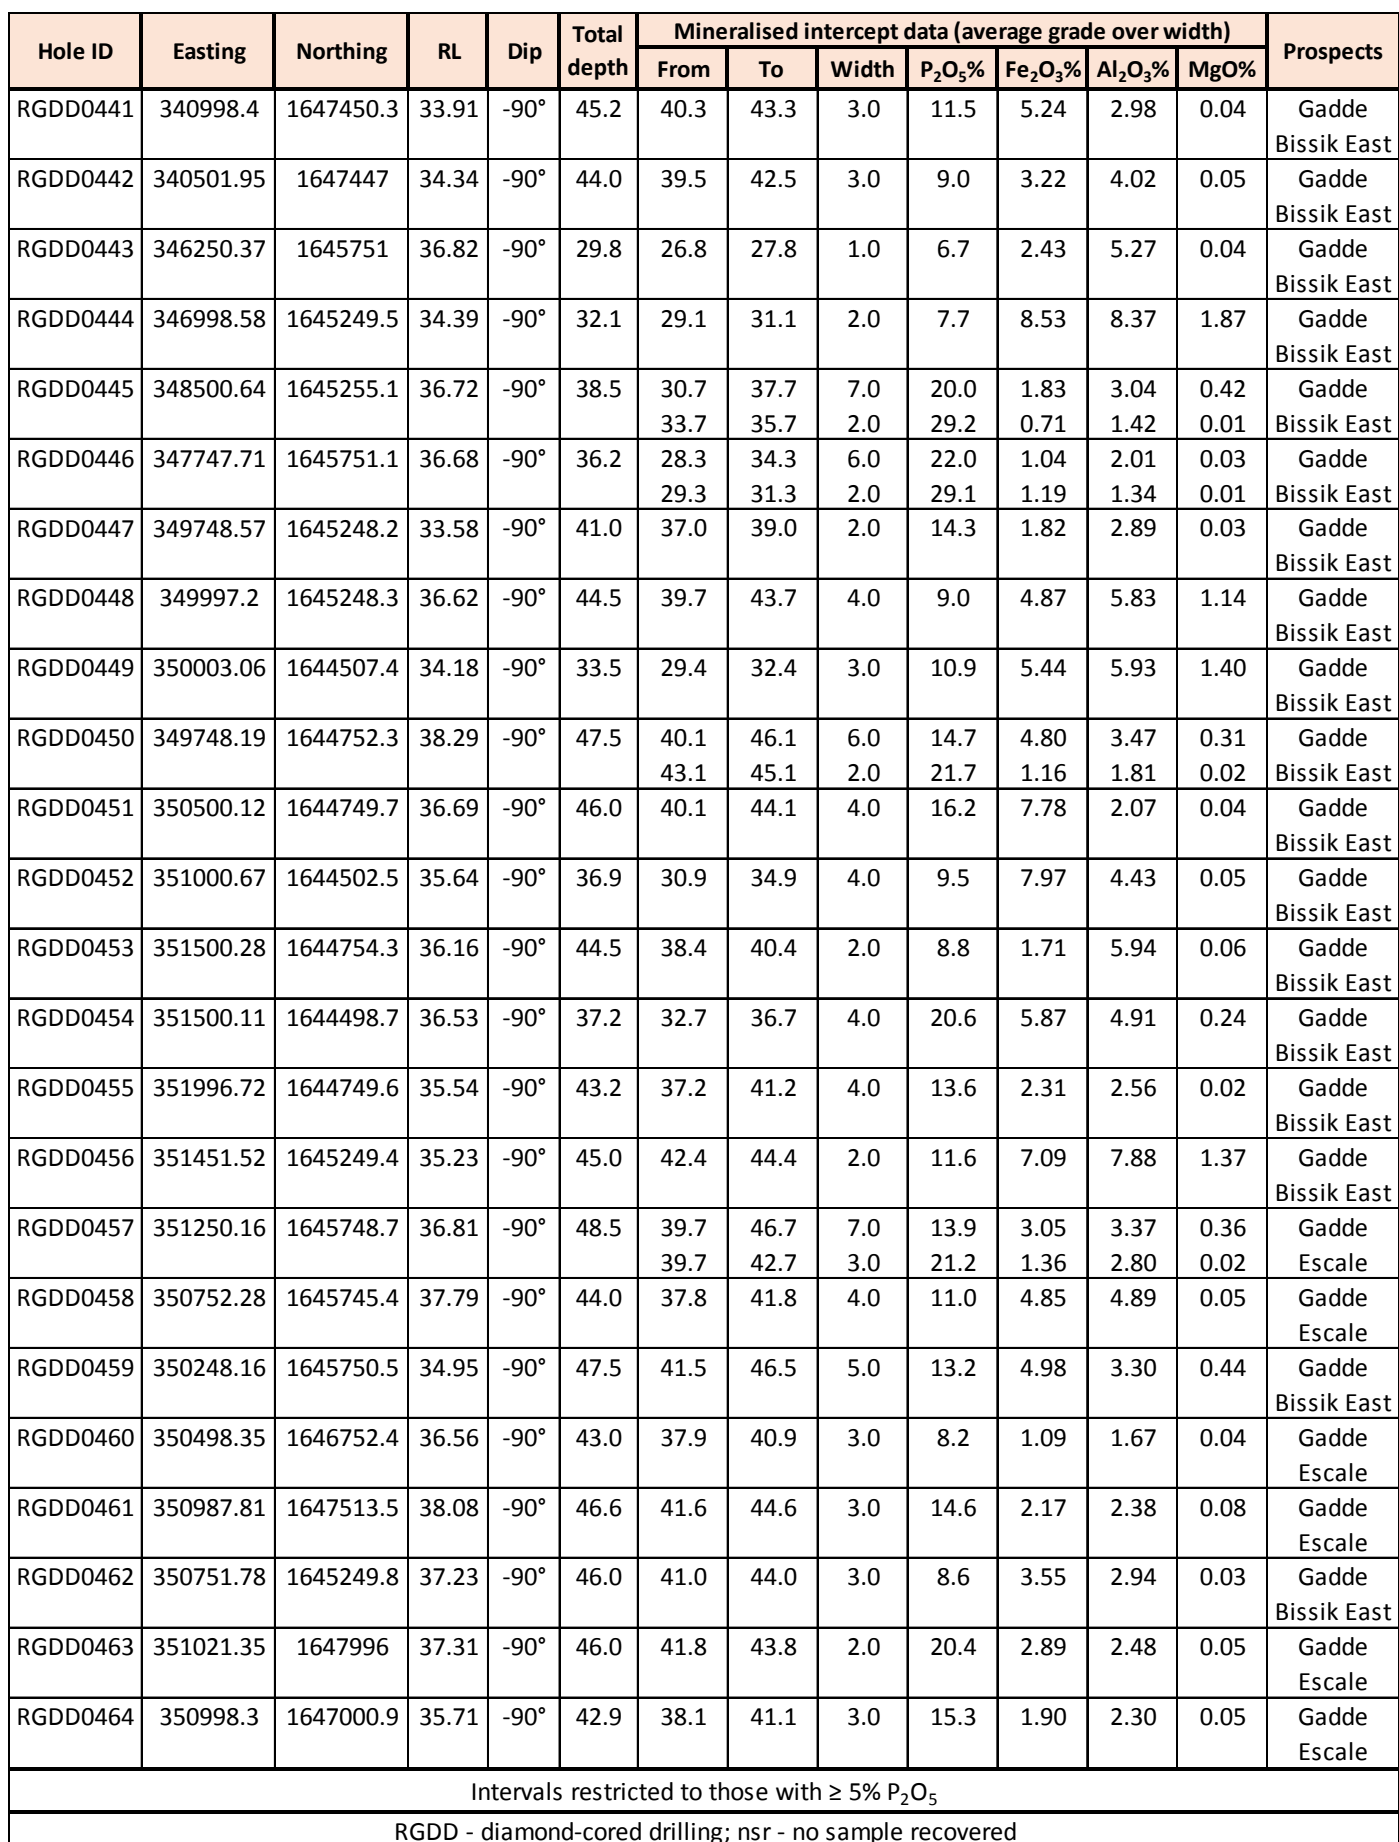 Hole ID Easting Northing RL Dip Total depth Mineralised intercept data (average grade over width) Prospects
From To Width P₂O₅% Fe₂O₃% Al₂O₃% MgO%
RGDD0441 340998.4 1647450.3 33.91 -90° 45.2 40.3 43.3 3.0 11.5 5.24 2.98 0.04 Gadde
Bissik East
RGDD0442 340501.95 1647447 34.34 -90° 44.0 39.5 42.5 3.0 9.0 3.22 4.02 0.05 Gadde
Bissik East
RGDD0443 346250.37 1645751 36.82 -90° 29.8 26.8 27.8 1.0 6.7 2.43 5.27 0.04 Gadde
Bissik East
RGDD0444 346998.58 1645249.5 34.39 -90° 32.1 29.1 31.1 2.0 7.7 8.53 8.37 1.87 Gadde
Bissik East
RGDD0445 348500.64 1645255.1 36.72 -90° 38.5 30.7 37.7 7.0 20.0 1.83 3.04 0.42 Gadde
33.7 35.7 2.0 29.2 0.71 1.42 0.01 Bissik East
RGDD0446 347747.71 1645751.1 36.68 -90° 36.2 28.3 34.3 6.0 22.0 1.04 2.01 0.03 Gadde
29.3 31.3 2.0 29.1 1.19 1.34 0.01 Bissik East
RGDD0447 349748.57 1645248.2 33.58 -90° 41.0 37.0 39.0 2.0 14.3 1.82 2.89 0.03 Gadde
Bissik East
RGDD0448 349997.2 1645248.3 36.62 -90° 44.5 39.7 43.7 4.0 9.0 4.87 5.83 1.14 Gadde
Bissik East
RGDD0449 350003.06 1644507.4 34.18 -90° 33.5 29.4 32.4 3.0 10.9 5.44 5.93 1.40 Gadde
Bissik East
RGDD0450 349748.19 1644752.3 38.29 -90° 47.5 40.1 46.1 6.0 14.7 4.80 3.47 0.31 Gadde
43.1 45.1 2.0 21.7 1.16 1.81 0.02 Bissik East
RGDD0451 350500.12 1644749.7 36.69 -90° 46.0 40.1 44.1 4.0 16.2 7.78 2.07 0.04 Gadde
Bissik East
RGDD0452 351000.67 1644502.5 35.64 -90° 36.9 30.9 34.9 4.0 9.5 7.97 4.43 0.05 Gadde
Bissik East
RGDD0453 351500.28 1644754.3 36.16 -90° 44.5 38.4 40.4 2.0 8.8 1.71 5.94 0.06 Gadde
Bissik East
RGDD0454 351500.11 1644498.7 36.53 -90° 37.2 32.7 36.7 4.0 20.6 5.87 4.91 0.24 Gadde
Bissik East
RGDD0455 351996.72 1644749.6 35.54 -90° 43.2 37.2 41.2 4.0 13.6 2.31 2.56 0.02 Gadde
Bissik East
RGDD0456 351451.52 1645249.4 35.23 -90° 45.0 42.4 44.4 2.0 11.6 7.09 7.88 1.37 Gadde
Bissik East
RGDD0457 351250.16 1645748.7 36.81 -90° 48.5 39.7 46.7 7.0 13.9 3.05 3.37 0.36 Gadde
39.7 42.7 3.0 21.2 1.36 2.80 0.02 Escale
RGDD0458 350752.28 1645745.4 37.79 -90° 44.0 37.8 41.8 4.0 11.0 4.85 4.89 0.05 Gadde
Escale
RGDD0459 350248.16 1645750.5 34.95 -90° 47.5 41.5 46.5 5.0 13.2 4.98 3.30 0.44 Gadde
Bissik East
RGDD0460 350498.35 1646752.4 36.56 -90° 43.0 37.9 40.9 3.0 8.2 1.09 1.67 0.04 Gadde
Escale
RGDD0461 350987.81 1647513.5 38.08 -90° 46.6 41.6 44.6 3.0 14.6 2.17 2.38 0.08 Gadde
Escale
RGDD0462 350751.78 1645249.8 37.23 -90° 46.0 41.0 44.0 3.0 8.6 3.55 2.94 0.03 Gadde
Bissik East
RGDD0463 351021.35 1647996 37.31 -90° 46.0 41.8 43.8 2.0 20.4 2.89 2.48 0.05 Gadde
Escale
RGDD0464 350998.3 1647000.9 35.71 -90° 42.9 38.1 41.1 3.0 15.3 1.90 2.30 0.05 Gadde
Escale
Intervals restricted to those with ≥ 5% P₂O₅
RGDD - diamond-cored drilling; nsr - no sample recovered